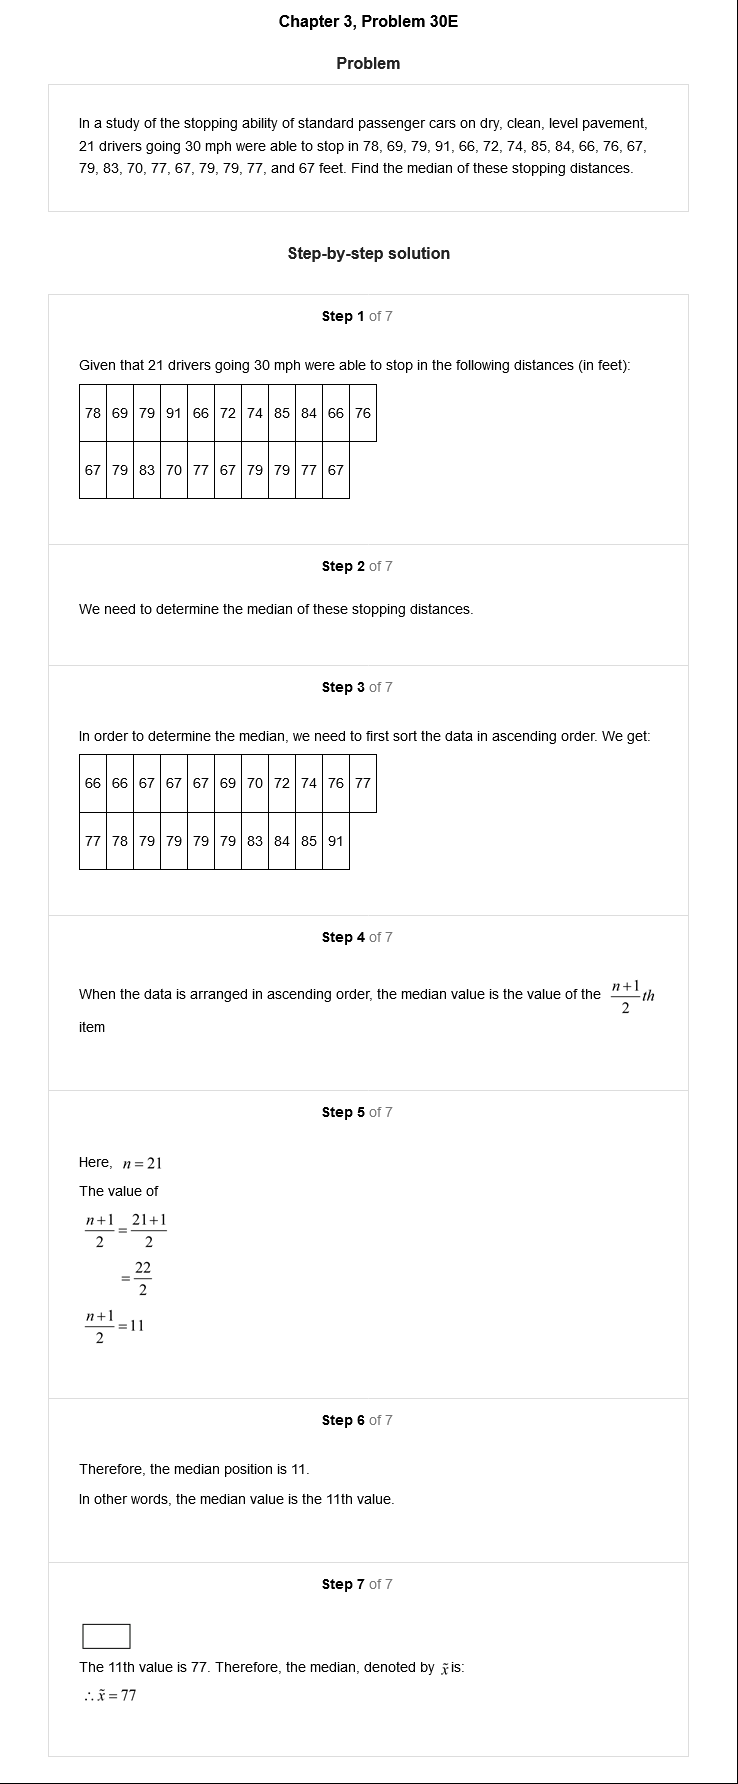 Chapter 3, Problem 30E
Problem
In a study of the stopping ability of standard passenger cars on dry, clean, level pavement,
21 drivers going 30 mph were able to stop in 78, 69, 79, 91, 66, 72, 74, 85, 84, 66, 76, 67,
79, 83, 70, 77, 67, 79, 79, 77, and 67 feet. Find the median of these stopping distances.
Step-by-step solution
Step 1 of 7
Given that 21 drivers going 30 mph were able to stop in the following distances (in feet):
78 69 79 91 66 72 74 85 84 66 76
67 79 83 70 77 67 79 79 77 67
Step 2 of 7
We need to determine the median of these stopping distances.
Step 3 of 7
In order to determine the median, we need to first sort the data in ascending order. We get:
66 66 67 67 67 69 70 72 74 76 77
77 78 79 79 79 79 83 84 85 91
Step 4 of 7
When the data is arranged in ascending order, the median value is the value of the (n+1)/2 th
item
Step 5 of 7
Here, n = 21
The value of
(n+1)/2 = (21+1)/2
= 22/2
(n+1)/2 = 11
Step 6 of 7
Therefore, the median position is 11.
In other words, the median value is the 11th value.
Step 7 of 7
The 11th value is 77. Therefore, the median, denoted by x̃ is:
∴ x̃ = 77